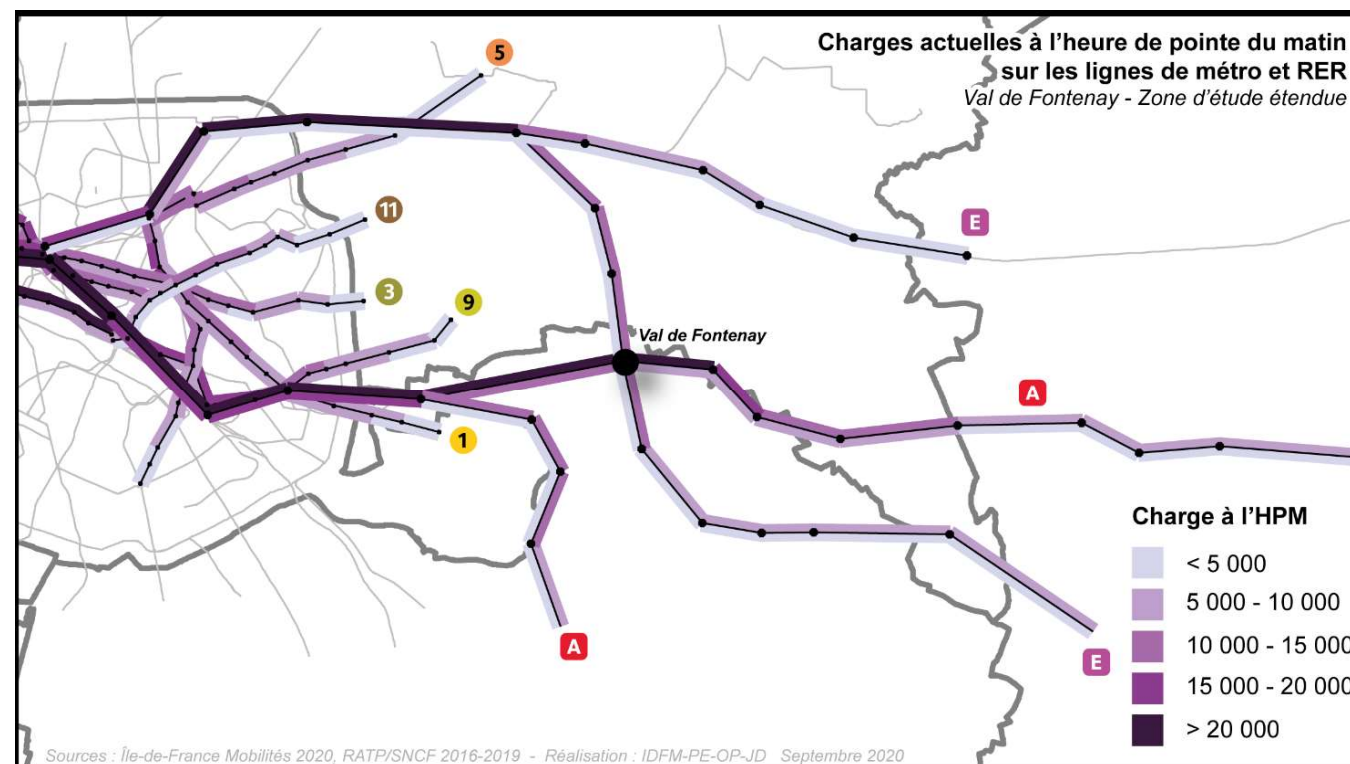 Charges actuelles à l'heure de pointe du matin
sur les lignes de métro et RER
Val de Fontenay - Zone d'étude étendue
5
11
E
3
9
Val de Fontenay
A
1
Charge à l'HPM
< 5 000
5 000 - 10 000
A
E
10 000 - 15 000
15 000 - 20 000
> 20 000
Sources : Île-de-France Mobilités 2020, RATP/SNCF 2016-2019 - Réalisation : IDFM-PE-OP-JD Septembre 2020